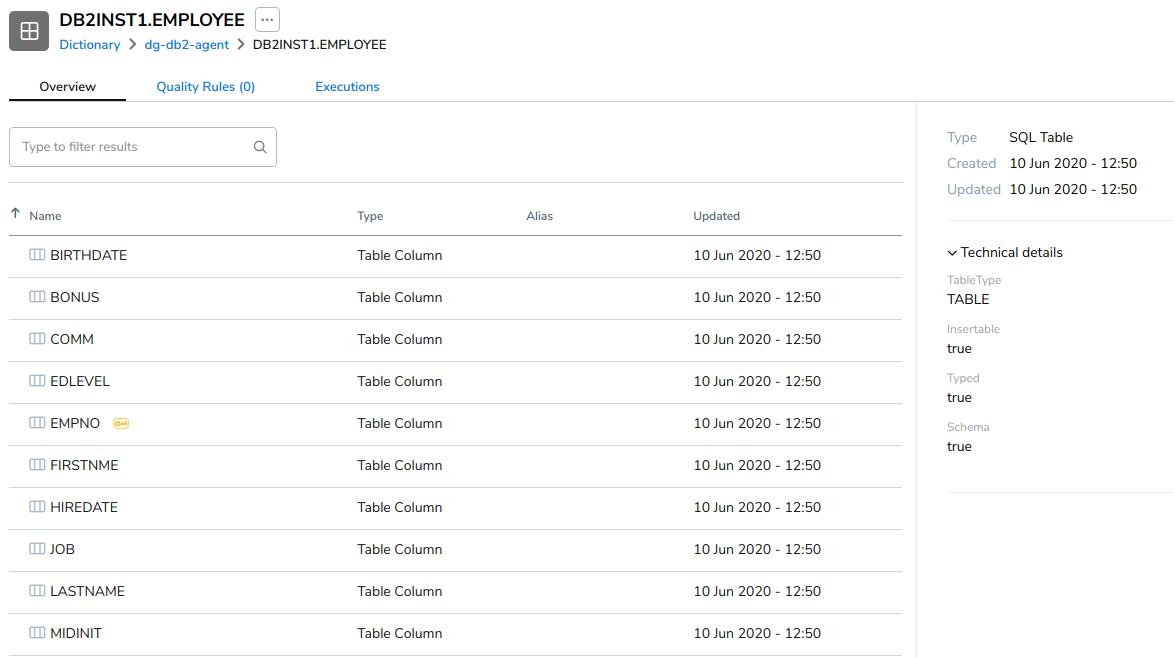 DB2INST1.EMPLOYEE ...
Dictionary > dg-db2-agent > DB2INST1.EMPLOYEE
Overview Quality Rules (0) Executions
Type to filter results
Name Type Alias Updated
BIRTHDATE Table Column 10 Jun 2020 - 12:50
BONUS Table Column 10 Jun 2020 - 12:50
COMM Table Column 10 Jun 2020 - 12:50
EDLEVEL Table Column 10 Jun 2020 - 12:50
EMPNO Table Column 10 Jun 2020 - 12:50
FIRSTNME Table Column 10 Jun 2020 - 12:50
HIREDATE Table Column 10 Jun 2020 - 12:50
JOB Table Column 10 Jun 2020 - 12:50
LASTNAME Table Column 10 Jun 2020 - 12:50
MIDINIT Table Column 10 Jun 2020 - 12:50
Type SQL Table
Created 10 Jun 2020 - 12:50
Updated 10 Jun 2020 - 12:50
Technical details
TableType
TABLE
Insertable
true
Typed
true
Schema
true